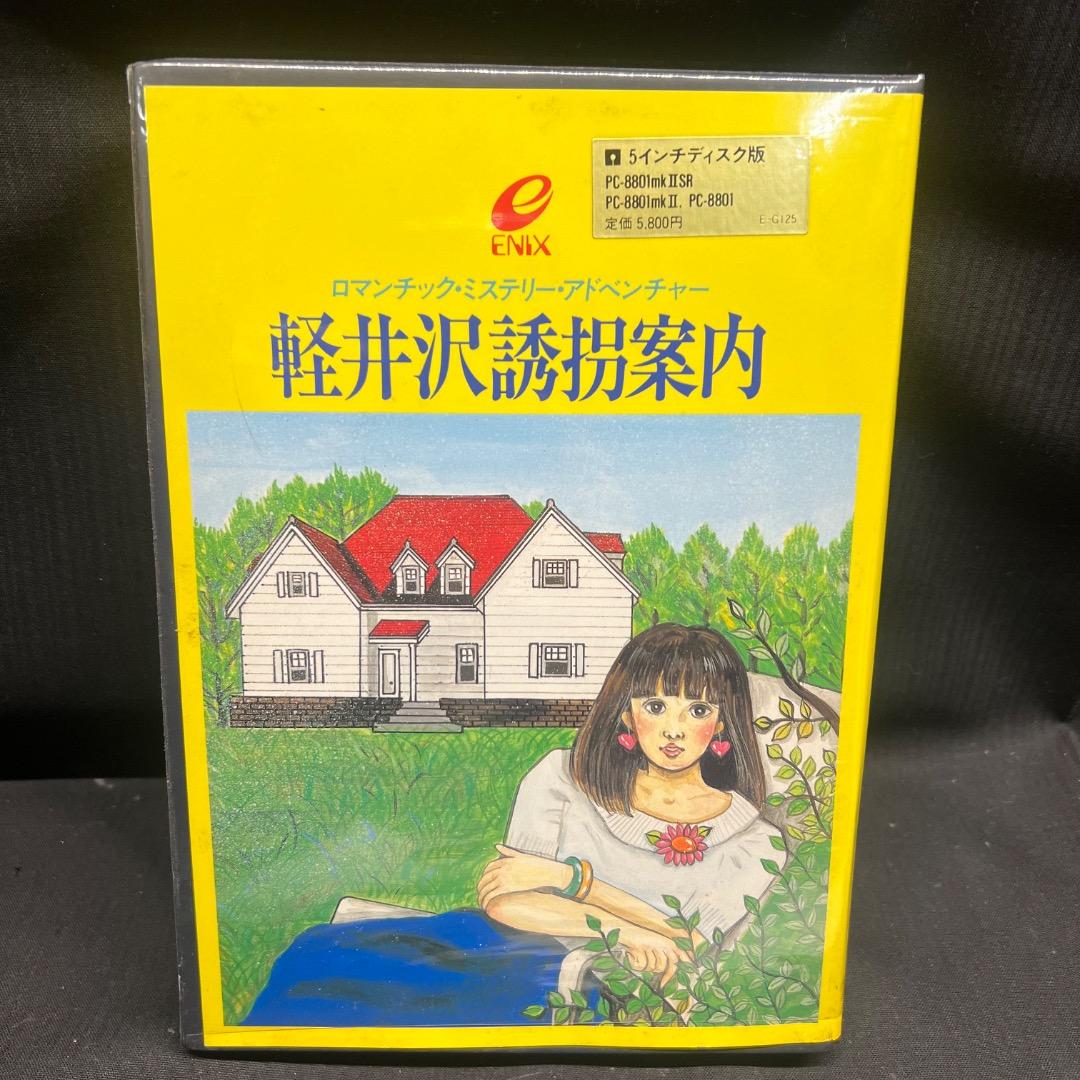 5インチディスク版
PC-8801mkⅡSR
PC-8801mkⅡ, PC-8801
定価 5,800円
E-G125
e
ENIX
ロマンチック・ミステリー・アドベンチャー
軽井沢誘拐案内